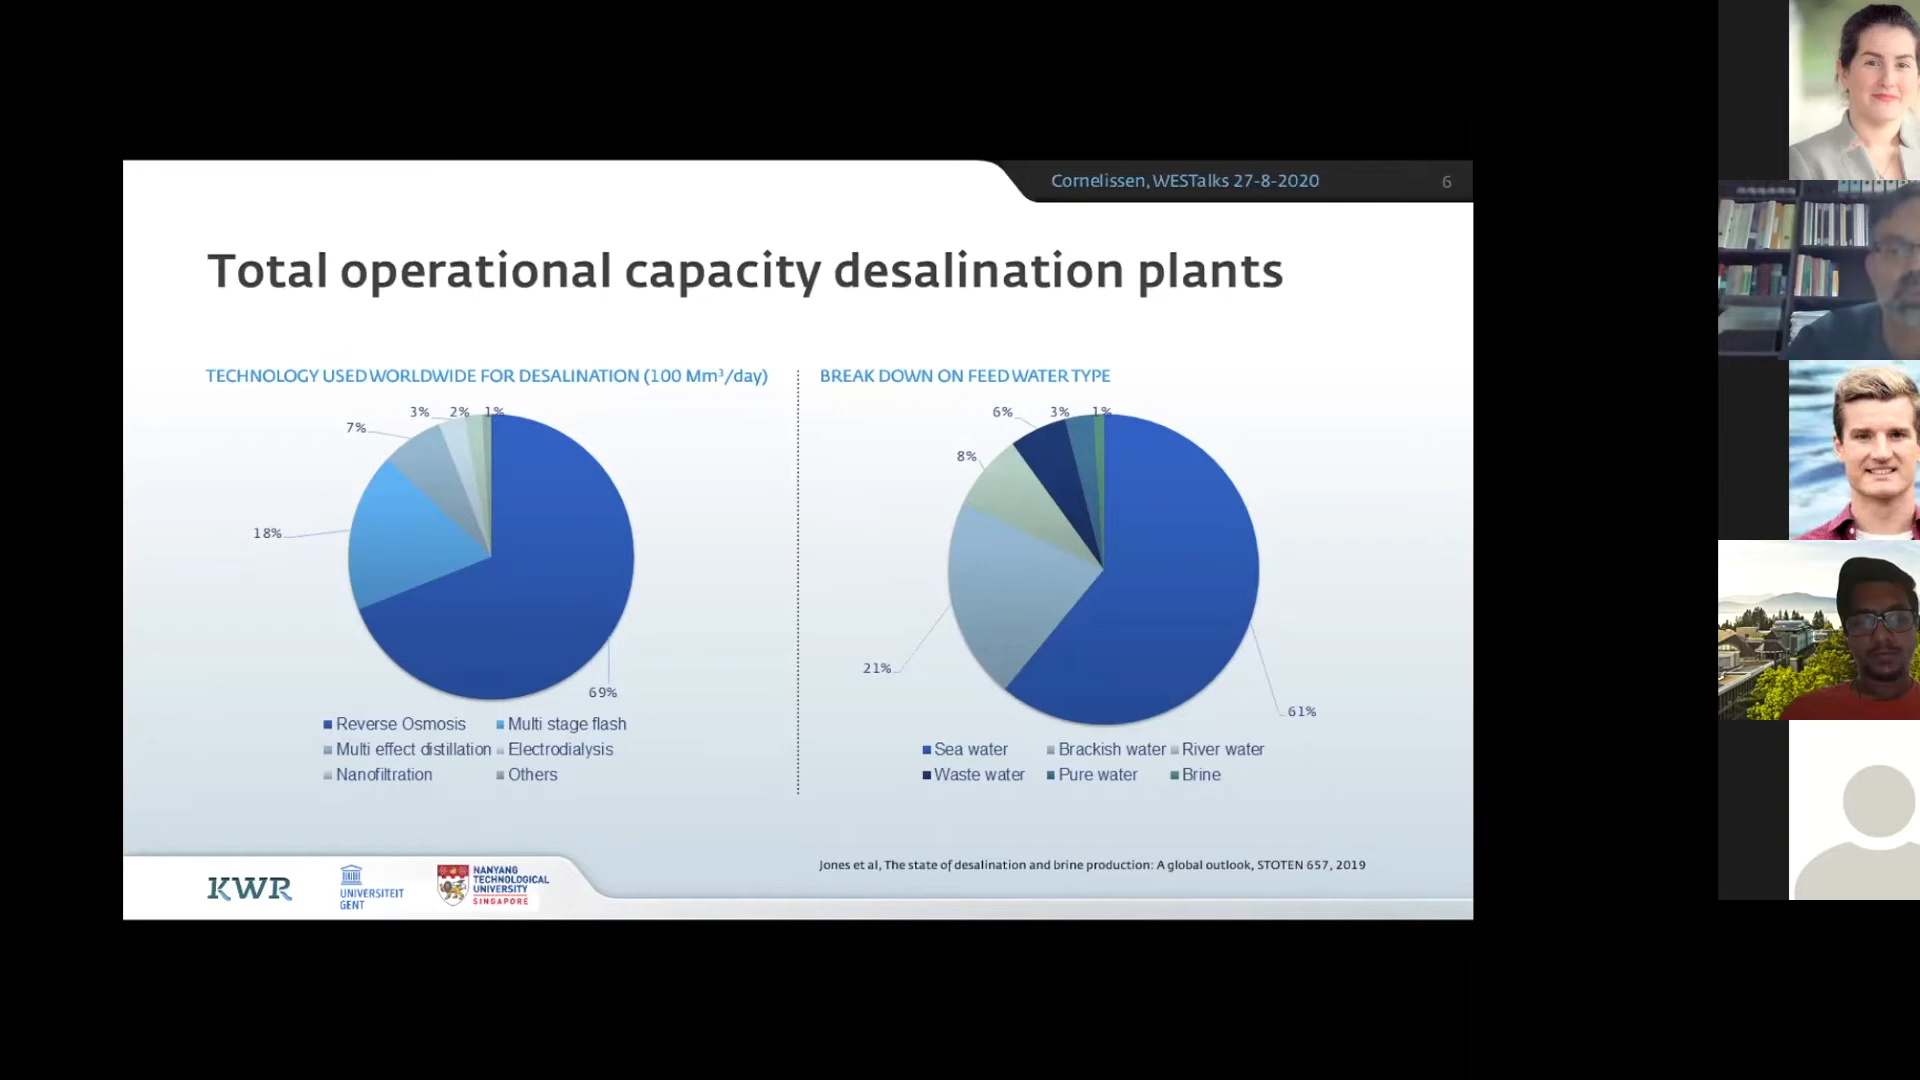 Cornelissen, WESTalks 27-8-2020 6
Total operational capacity desalination plants
TECHNOLOGY USED WORLDWIDE FOR DESALINATION (100 Mm³/day)
3% 2% 1%
7%
18%
69%
Reverse Osmosis Multi stage flash
Multi effect distillation Electrodialysis
Nanofiltration Others
BREAK DOWN ON FEED WATER TYPE
6% 3% 1%
8%
21%
61%
Sea water Brackish water River water
Waste water Pure water Brine
Jones et al, The state of desalination and brine production: A global outlook, STOTEN 657, 2019
KWR
UNIVERSITEIT
GENT
NANYANG
TECHNOLOGICAL
UNIVERSITY
SINGAPORE